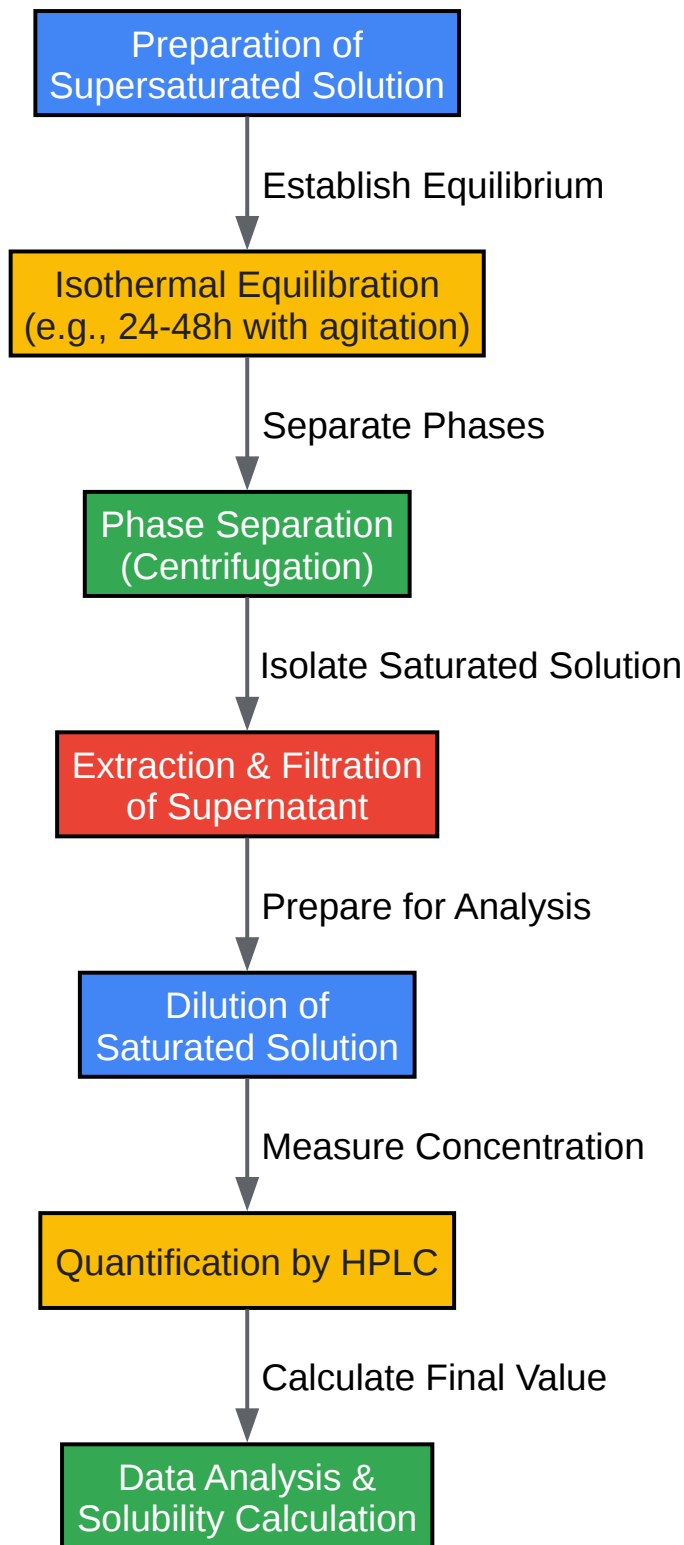 Preparation of
Supersaturated Solution
Establish Equilibrium
Isothermal Equilibration
(e.g., 24-48h with agitation)
Separate Phases
Phase Separation
(Centrifugation)
Isolate Saturated Solution
Extraction & Filtration
of Supernatant
Prepare for Analysis
Dilution of
Saturated Solution
Measure Concentration
Quantification by HPLC
Calculate Final Value
Data Analysis &
Solubility Calculation